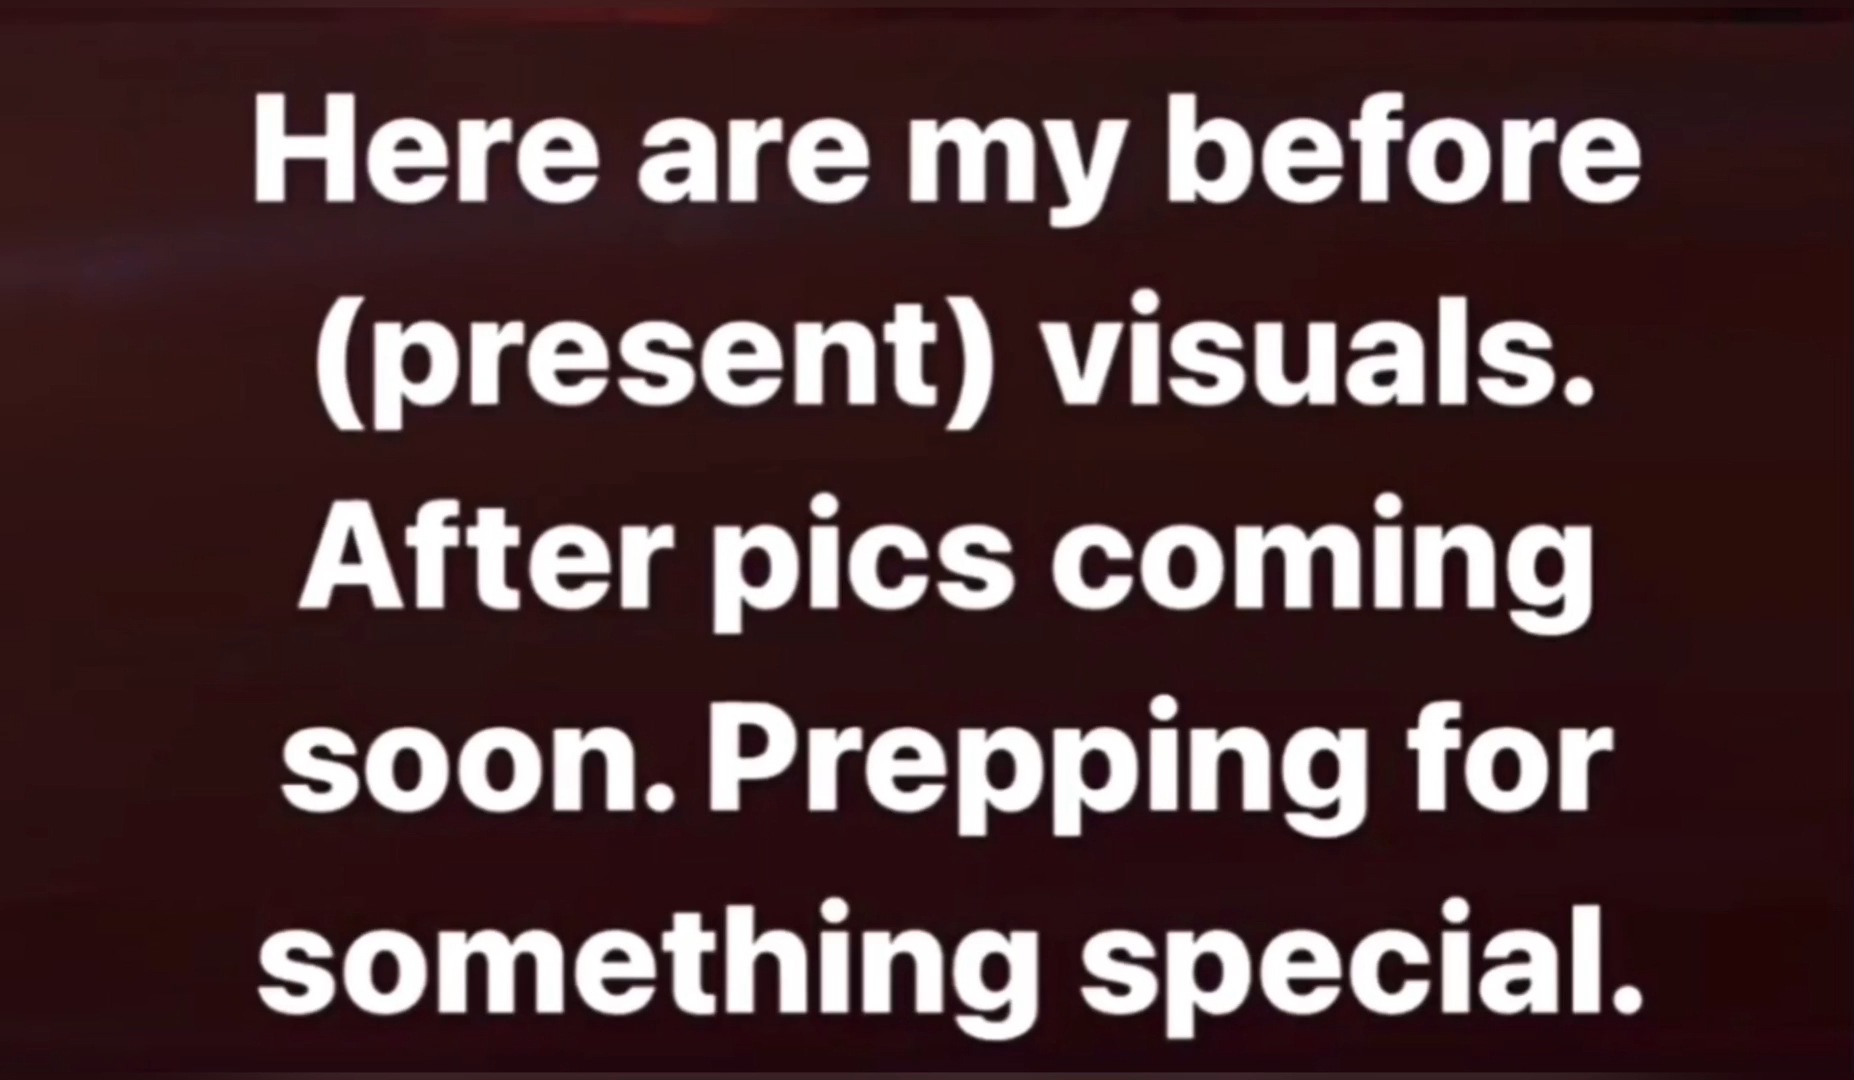 Here are my before
(present) visuals.
After pics coming
soon. Prepping for
something special.